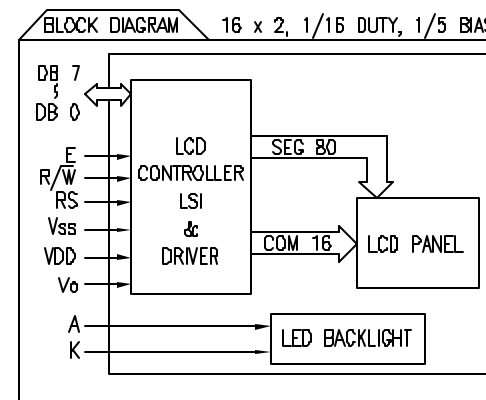 BLOCK DIAGRAM 16 x 2, 1/16 DUTY, 1/5 BIAS
DB 7
DB 0
E
R/W̅
RS
Vss
VDD
Vo
LCD
CONTROLLER
LSI
&
DRIVER
SEG 80
COM 16
LCD PANEL
A
K
LED BACKLIGHT